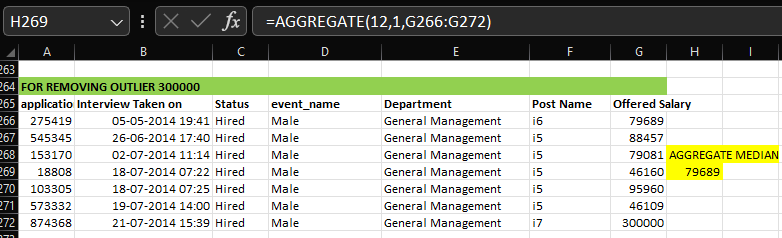 H269 fx =AGGREGATE(12,1,G266:G272)
A B C D E F G H I
263
264 FOR REMOVING OUTLIER 300000
265 applicatio Interview Taken on Status event_name Department Post Name Offered Salary
266 275419 05-05-2014 19:41 Hired Male General Management i6 79689
267 545345 26-06-2014 17:40 Hired Male General Management i5 88457
268 153170 02-07-2014 11:14 Hired Male General Management i5 79081 AGGREGATE MEDIAN
269 18808 18-07-2014 07:22 Hired Male General Management i5 46160 79689
270 103305 18-07-2014 07:25 Hired Male General Management i5 95960
271 573332 19-07-2014 14:00 Hired Male General Management i5 46109
272 874368 21-07-2014 15:39 Hired Male General Management i7 300000